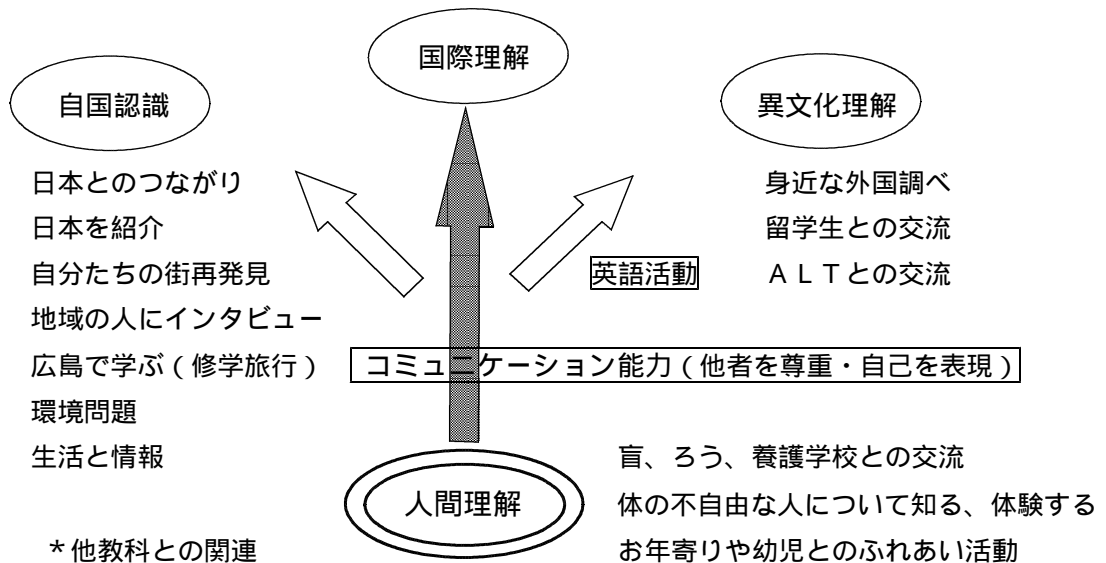 国際理解
自国認識
異文化理解
日本とのつながり
日本を紹介
自分たちの街再発見
地域の人にインタビュー
広島で学ぶ（修学旅行）
環境問題
生活と情報
身近な外国調べ
留学生との交流
ＡＬＴとの交流
英語活動
コミュニケーション能力（他者を尊重・自己を表現）
人間理解
盲、ろう、養護学校との交流
体の不自由な人について知る、体験する
お年寄りや幼児とのふれあい活動
＊他教科との関連